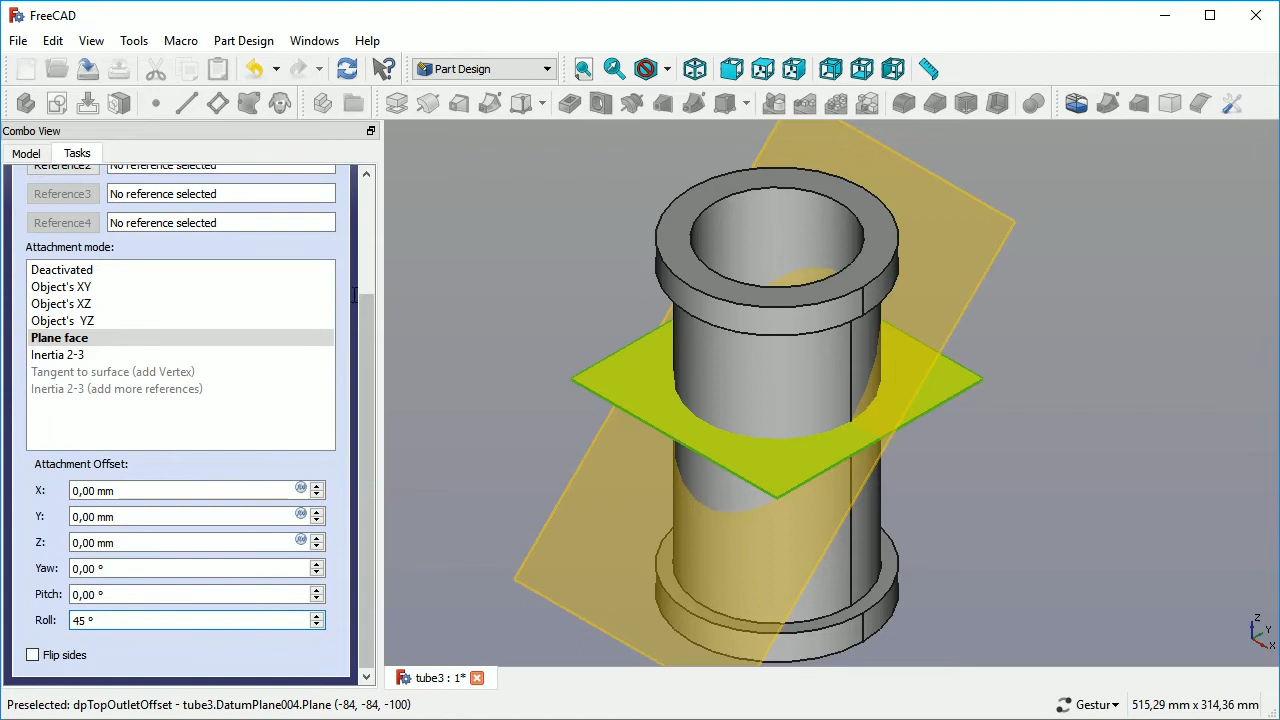 FreeCAD
File Edit View Tools Macro Part Design Windows Help
Part Design
Combo View
Model Tasks
Reference2 No reference selected
Reference3 No reference selected
Reference4 No reference selected
Attachment mode:
Deactivated
Object's XY
Object's XZ
Object's  YZ
Plane face
Inertia 2-3
Tangent to surface (add Vertex)
Inertia 2-3 (add more references)
Attachment Offset:
X: 0,00 mm
Y: 0,00 mm
Z: 0,00 mm
Yaw: 0,00 °
Pitch: 0,00 °
Roll: 45 °
Flip sides
Z
Y
X
tube3 : 1*
Preselected: dpTopOutletOffset - tube3.DatumPlane004.Plane (-84, -84, -100)
Gestur 515,29 mm x 314,36 mm